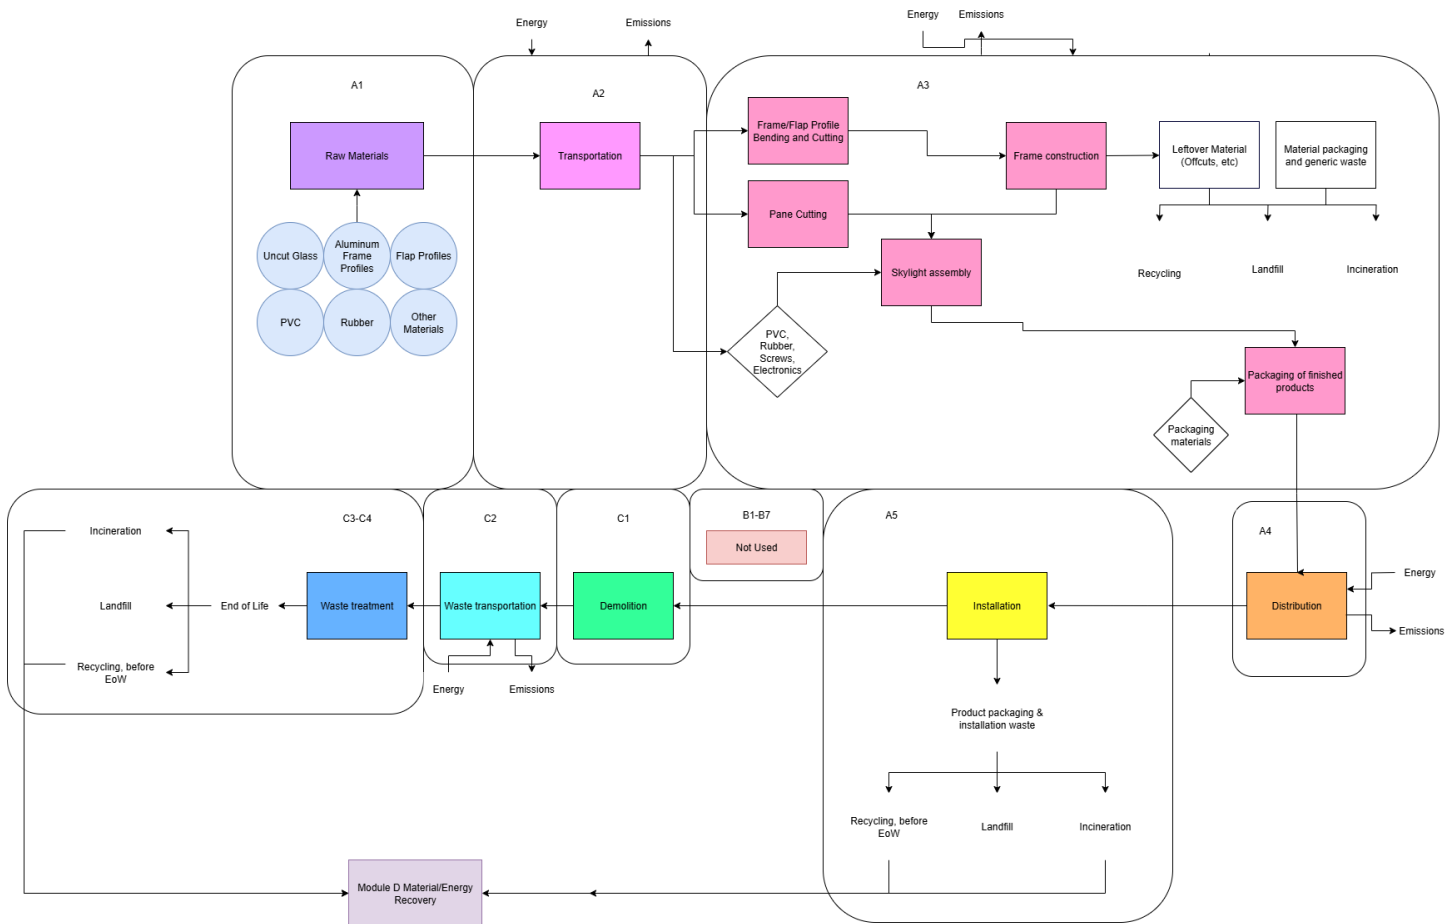 Energy
Emissions
Energy
Emissions
A1
A2
A3
Raw Materials
Transportation
Frame/Flap Profile
Bending and Cutting
Frame construction
Leftover Material
(Offcuts, etc)
Material packaging
and generic waste
Pane Cutting
Uncut Glass
Aluminum
Frame
Profiles
Flap Profiles
PVC
Rubber
Other
Materials
Skylight assembly
Recycling
Landfill
Incineration
PVC,
Rubber,
Screws,
Electronics
Packaging of finished
products
Packaging
materials
C3-C4
C2
C1
B1-B7
Not Used
A5
A4
Incineration
Landfill
Recycling, before
EoW
End of Life
Waste treatment
Waste transportation
Energy
Emissions
Demolition
Installation
Distribution
Energy
Emissions
Product packaging &
installation waste
Recycling, before
EoW
Landfill
Incineration
Module D Material/Energy
Recovery